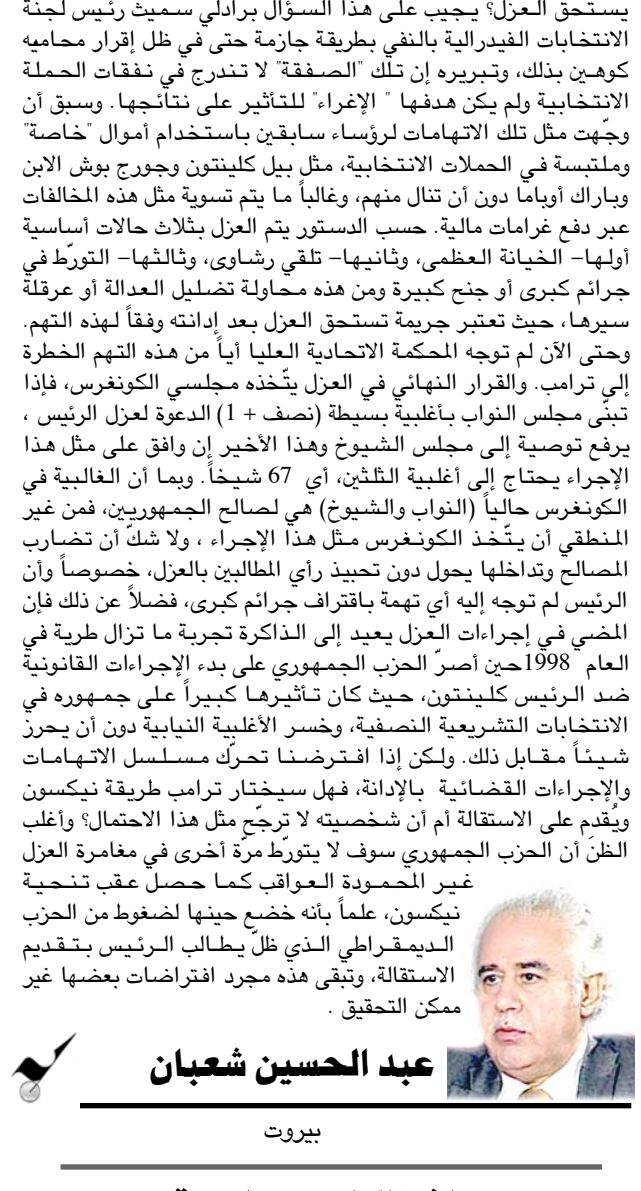 يستحق العزل؟ يجيب على هذا السؤال برادلي سميث رئيس لجنة
الانتخابات الفيدرالية بالنفي بطريقة جازمة حتى في ظل إقرار محاميه
كوهين بذلك، وتبريره إن تلك "الصفقة" لا تندرج في نفقات الحملة
الانتخابية ولم يكن هدفها " الإغراء" للتأثير على نتائجها. وسبق أن
وجّهت مثل تلك الاتهامات لرؤساء سابقين باستخدام أموال "خاصة"
وملتبسة في الحملات الانتخابية، مثل بيل كلينتون وجورج بوش الابن
وباراك أوباما دون أن تنال منهم، وغالباً ما يتم تسوية مثل هذه المخالفات
عبر دفع غرامات مالية. حسب الدستور يتم العزل بثلاث حالات أساسية
أولها– الخيانة العظمى، وثانيها– تلقي رشاوى، وثالثها– التورّط في
جرائم كبرى أو جنح كبيرة ومن هذه محاولة تضليل العدالة أو عرقلة
سيرها، حيث تعتبر جريمة تستحق العزل بعد إدانته وفقاً لهذه التهم.
وحتى الآن لم توجه المحكمة الاتحادية العليا أياً من هذه التهم الخطرة
إلى ترامب. والقرار النهائي في العزل يتّخذه مجلسي الكونغرس، فإذا
تبنّى مجلس النواب بأغلبية بسيطة (نصف + 1) الدعوة لعزل الرئيس ،
يرفع توصية إلى مجلس الشيوخ وهذا الأخير إن وافق على مثل هذا
الإجراء يحتاج إلى أغلبية الثلثين، أي 67 شيخاً. وبما أن الغالبية في
الكونغرس حالياً (النواب والشيوخ) هي لصالح الجمهوريين، فمن غير
المنطقي أن يتّخذ الكونغرس مثل هذا الإجراء ، ولا شكّ أن تضارب
المصالح وتداخلها يحول دون تحبيذ رأي المطالبين بالعزل، خصوصاً وأن
الرئيس لم توجه إليه أي تهمة باقتراف جرائم كبرى، فضلاً عن ذلك فإن
المضي في إجراءات العزل يعيد إلى الذاكرة تجربة ما تزال طرية في
العام 1998حين أصرّ الحزب الجمهوري على بدء الإجراءات القانونية
ضد الرئيس كلينتون، حيث كان تأثيرها كبيراً على جمهوره في
الانتخابات التشريعية النصفية، وخسر الأغلبية النيابية دون أن يحرز
شيئاً مقابل ذلك. ولكن إذا افترضنا تحرّك مسلسل الاتهامات
والإجراءات القضائية بالإدانة، فهل سيختار ترامب طريقة نيكسون
ويُقدم على الاستقالة أم أن شخصيته لا ترجّح مثل هذا الاحتمال؟ وأغلب
الظنَ أن الحزب الجمهوري سوف لا يتورّط مرّة أخرى في مغامرة العزل
غير المحمودة العواقب كما حصل عقب تنحية
نيكسون، علماً بأنه خضع حينها لضغوط من الحزب
الديمقراطي الذي ظلّ يطالب الرئيس بتقديم
الاستقالة، وتبقى هذه مجرد افتراضات بعضها غير
ممكن التحقيق .
عبد الحسين شعبان
بيروت